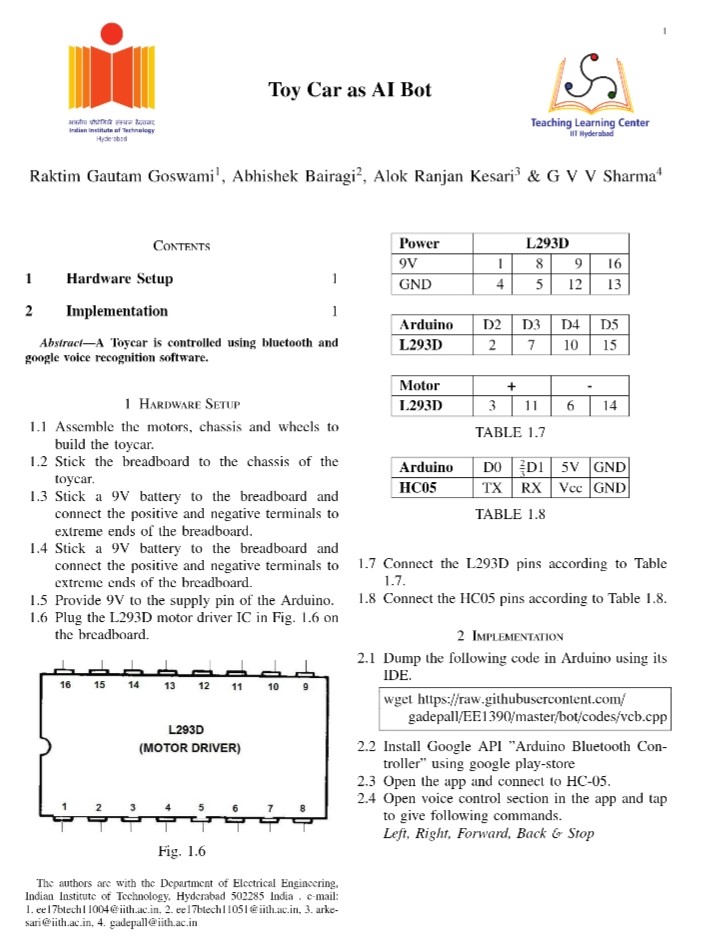 1
भारतीय प्रौद्योगिकी संस्थान हैदराबाद
Indian Institute of Technology
Hyderabad
Toy Car as AI Bot
Teaching Learning Center
IIT Hyderabad
Raktim Gautam Goswami¹, Abhishek Bairagi², Alok Ranjan Kesari³ & G V V Sharma⁴
CONTENTS
1 Hardware Setup 1
2 Implementation 1
Abstract—A Toycar is controlled using bluetooth and
google voice recognition software.
1 HARDWARE SETUP
1.1 Assemble the motors, chassis and wheels to
build the toycar.
1.2 Stick the breadboard to the chassis of the
toycar.
1.3 Stick a 9V battery to the breadboard and
connect the positive and negative terminals to
extreme ends of the breadboard.
1.4 Stick a 9V battery to the breadboard and
connect the positive and negative terminals to
extreme ends of the breadboard.
1.5 Provide 9V to the supply pin of the Arduino.
1.6 Plug the L293D motor driver IC in Fig. 1.6 on
the breadboard.
16 15 14 13 12 11 10 9
L293D
(MOTOR DRIVER)
1 2 3 4 5 6 7 8
Fig. 1.6
The authors are with the Department of Electrical Engineering,
Indian Institute of Technology, Hyderabad 502285 India . e-mail:
1. ee17btech11004@iith.ac.in, 2. ee17btech11051@iith.ac.in, 3. arke-
sari@iith.ac.in, 4. gadepall@iith.ac.in
Power L293D
9V 1 8 9 16
GND 4 5 12 13
Arduino D2 D3 D4 D5
L293D 2 7 10 15
Motor + -
L293D 3 11 6 14
TABLE 1.7
Arduino D0 2/3D1 5V GND
HC05 TX RX Vcc GND
TABLE 1.8
1.7 Connect the L293D pins according to Table
1.7.
1.8 Connect the HC05 pins according to Table 1.8.
2 IMPLEMENTATION
2.1 Dump the following code in Arduino using its
IDE.
wget https://raw.githubusercontent.com/
gadepall/EE1390/master/bot/codes/vcb.cpp
2.2 Install Google API ”Arduino Bluetooth Con-
troller” using google play-store
2.3 Open the app and connect to HC-05.
2.4 Open voice control section in the app and tap
to give following commands.
Left, Right, Forward, Back & Stop